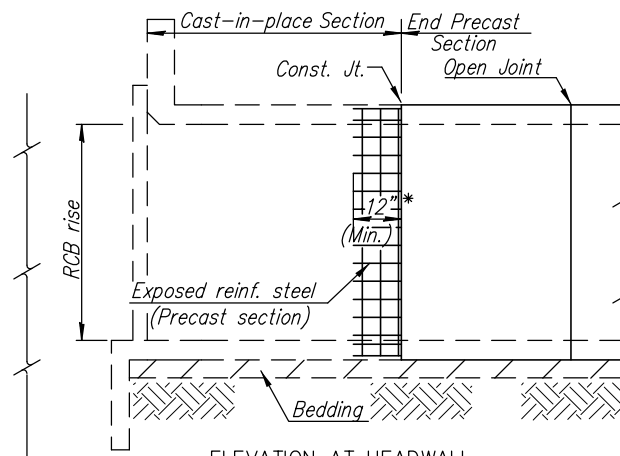 Cast-in-place Section
End Precast
Section
Const. Jt.
Open Joint
RCB rise
12" *
(Min.)
Exposed reinf. steel
(Precast section)
Bedding
ELEVATION AT HEADWALL